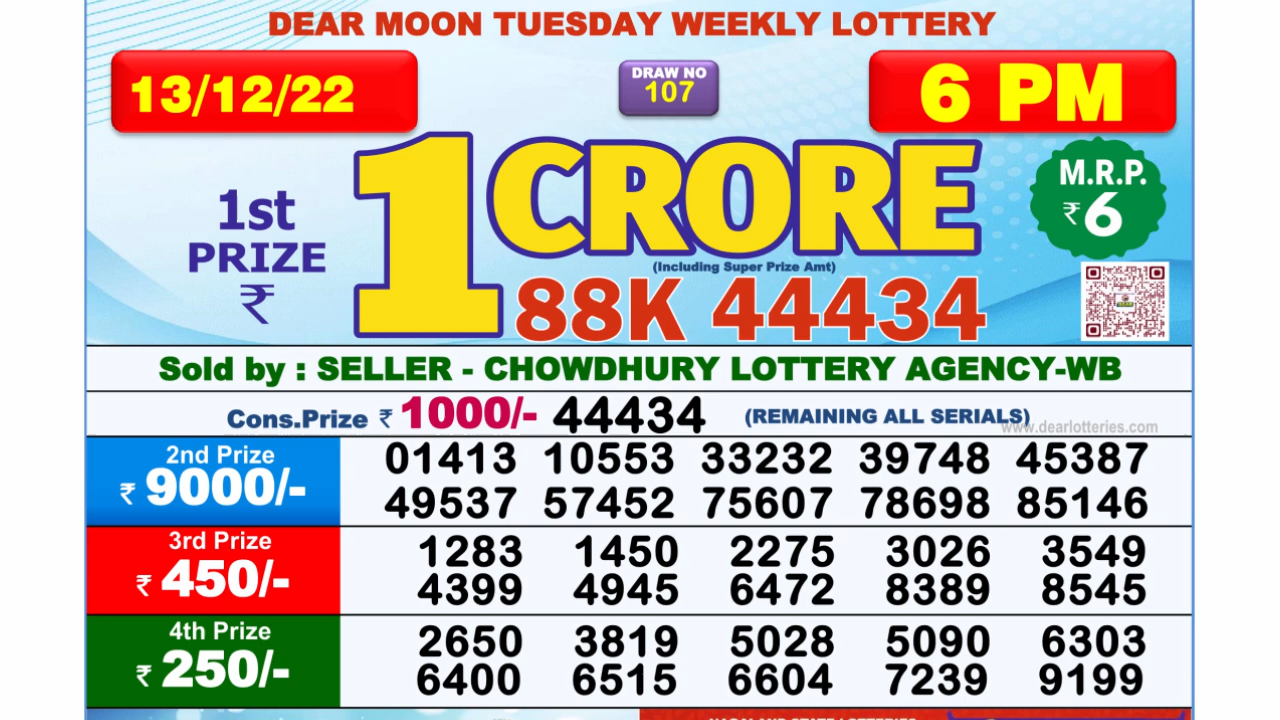 DEAR MOON TUESDAY WEEKLY LOTTERY
13/12/22
DRAW NO
107
6 PM
1st
PRIZE
₹
1 CRORE
(Including Super Prize Amt)
88K 44434
M.R.P.
₹ 6
Sold by : SELLER - CHOWDHURY LOTTERY AGENCY-WB
Cons.Prize ₹ 1000/- 44434 (REMAINING ALL SERIALS)
www.dearlotteries.com
2nd Prize
₹ 9000/-
01413 10553 33232 39748 45387
49537 57452 75607 78698 85146
3rd Prize
₹ 450/-
1283 1450 2275 3026 3549
4399 4945 6472 8389 8545
4th Prize
₹ 250/-
2650 3819 5028 5090 6303
6400 6515 6604 7239 9199